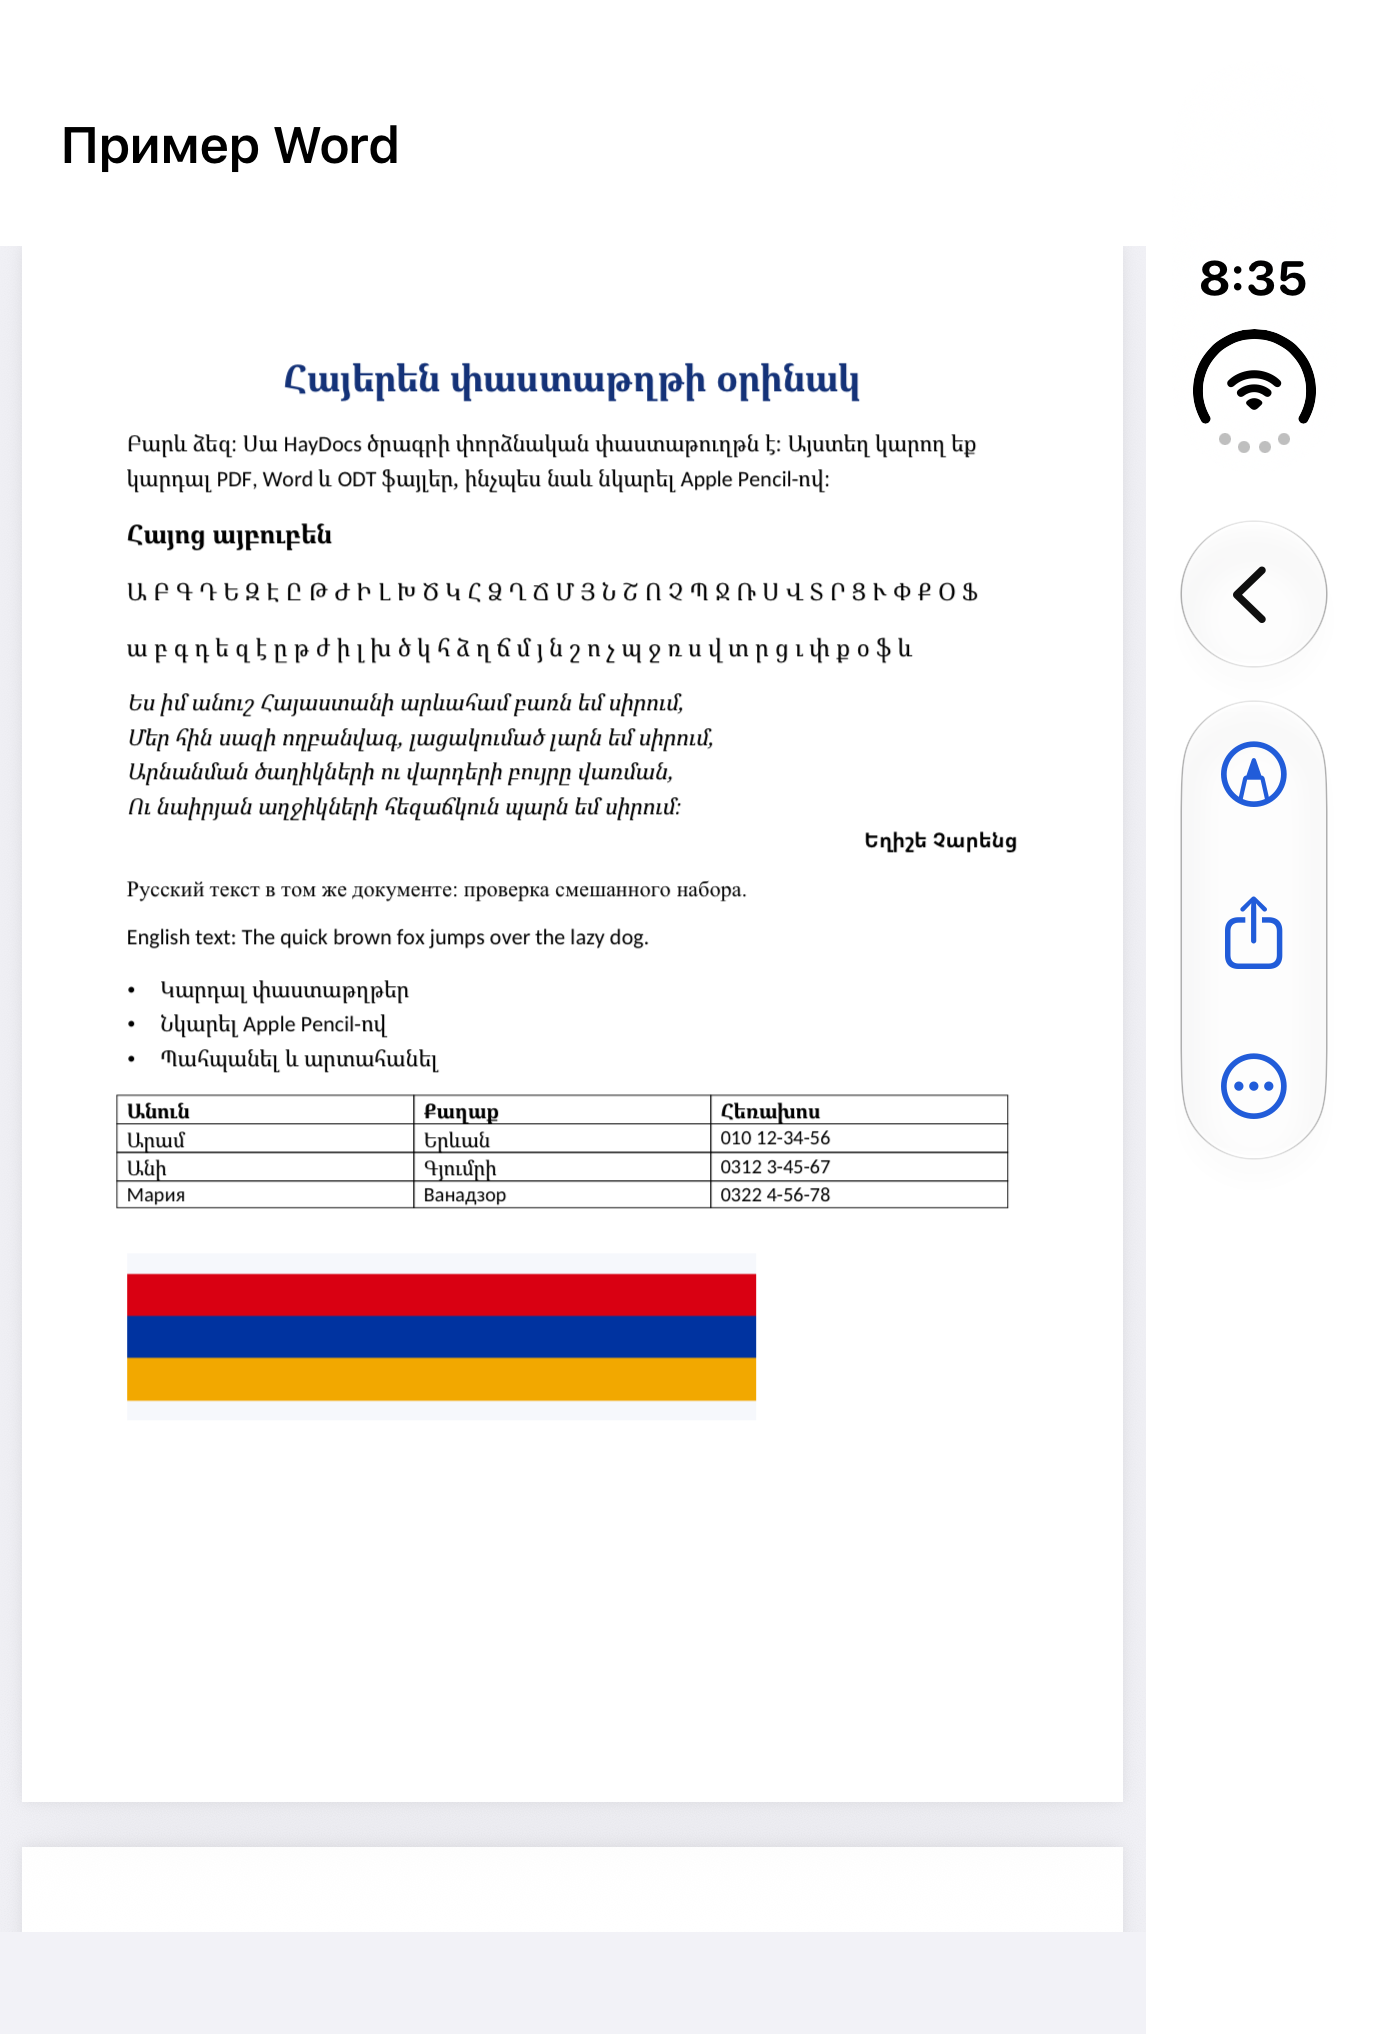 Пример Word
8:35
Հայերեն փաստաթղթի օրինակ
Բարև ձեզ: Սա HayDocs ծրագրի փորձնական փաստաթուղթն է: Այստեղ կարող եք
կարդալ PDF, Word և ODT ֆայլեր, ինչպես նաև նկարել Apple Pencil-ով:
Հայոց այբուբեն
Ա Բ Գ Դ Ե Զ Է Ը Թ Ժ Ի Լ Խ Ծ Կ Հ Ձ Ղ Ճ Մ Յ Ն Շ Ո Չ Պ Ջ Ռ Ս Վ Տ Ր Ց Ւ Փ Ք Օ Ֆ
ա բ գ դ ե զ է ը թ ժ ի լ խ ծ կ հ ձ ղ ճ մ յ ն շ ո չ պ ջ ռ ս վ տ ր ց ւ փ ք օ ֆ և
Ես իմ անուշ Հայաստանի արևահամ բառն եմ սիրում,
Մեր հին սազի ողբանվագ, լացակումած լարն եմ սիրում,
Արնանման ծաղիկների ու վարդերի բույրը վառման,
Ու նաիրյան աղջիկների հեզաճկուն պարն եմ սիրում:
Եղիշե Չարենց
Русский текст в том же документе: проверка смешанного набора.
English text: The quick brown fox jumps over the lazy dog.
• Կարդալ փաստաթղթեր
• Նկարել Apple Pencil-ով
• Պահպանել և արտահանել
Անուն Քաղաք Հեռախոս
Արամ Երևան 010 12-34-56
Անի Գյումրի 0312 3-45-67
Мария Ванадзор 0322 4-56-78